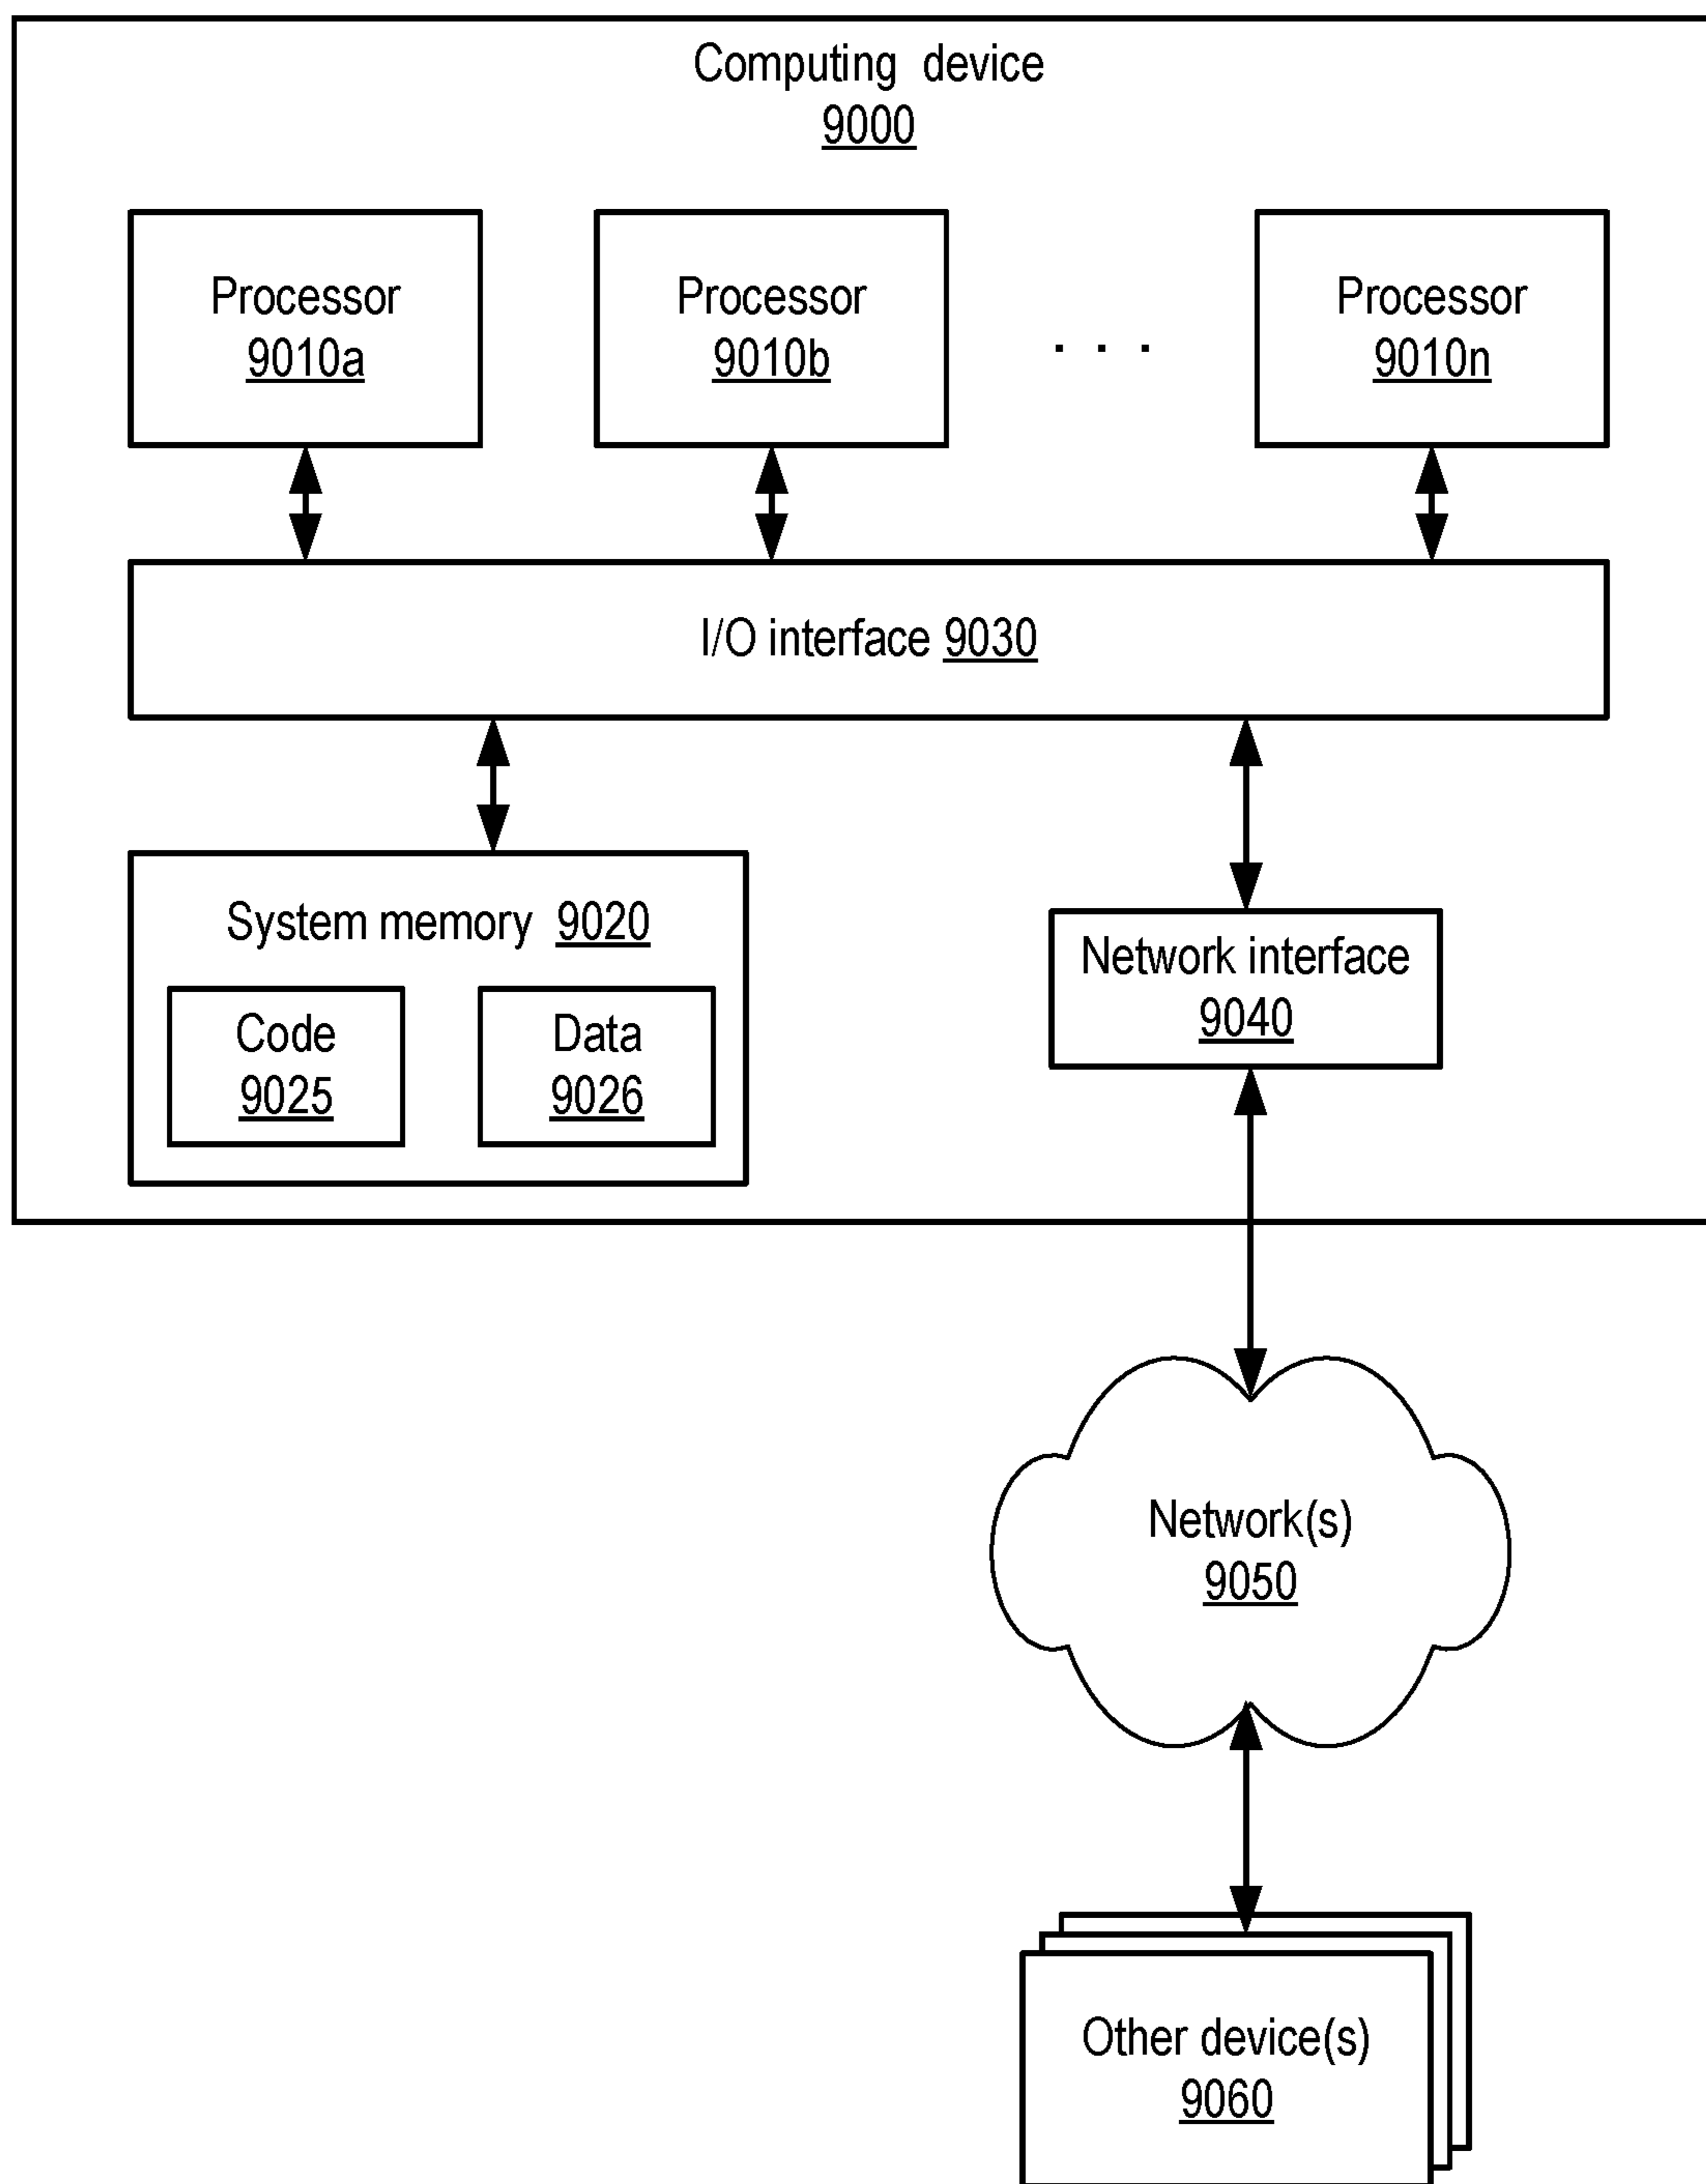 Computing device
9000
Processor
9010a
Processor
9010b
. . .
Processor
9010n
I/O interface 9030
System memory 9020
Code
9025
Data
9026
Network interface
9040
Network(s)
9050
Other device(s)
9060